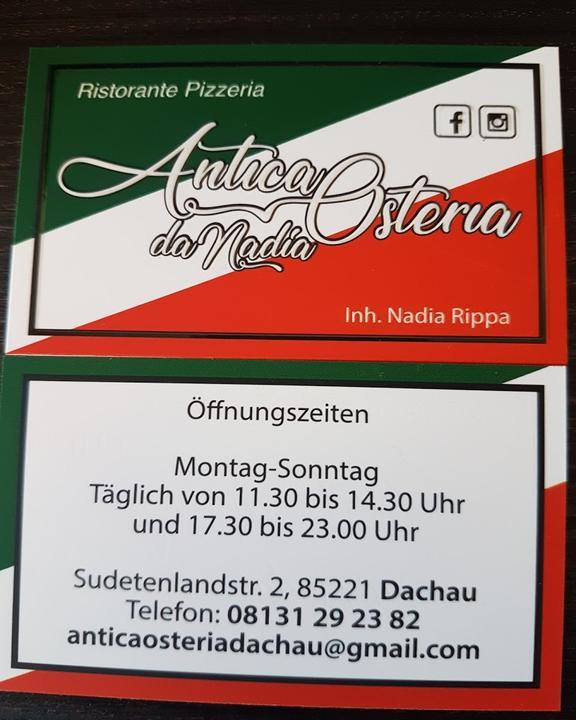 Ristorante Pizzeria
Antica Osteria
da Nadia
Inh. Nadia Rippa
Öffnungszeiten
Montag-Sonntag
Täglich von 11.30 bis 14.30 Uhr
und 17.30 bis 23.00 Uhr
Sudetenlandstr. 2, 85221 Dachau
Telefon: 08131 29 23 82
anticaosteriadachau@gmail.com